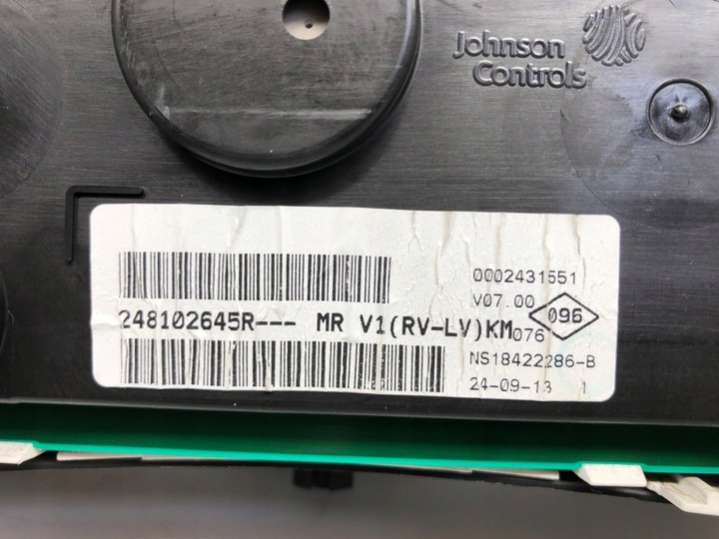 Johnson
Controls
0002431551
V07.00
096
248102645R--- MR V1(RV-LV)KM
076
NS18422286-B
24-09-13 1